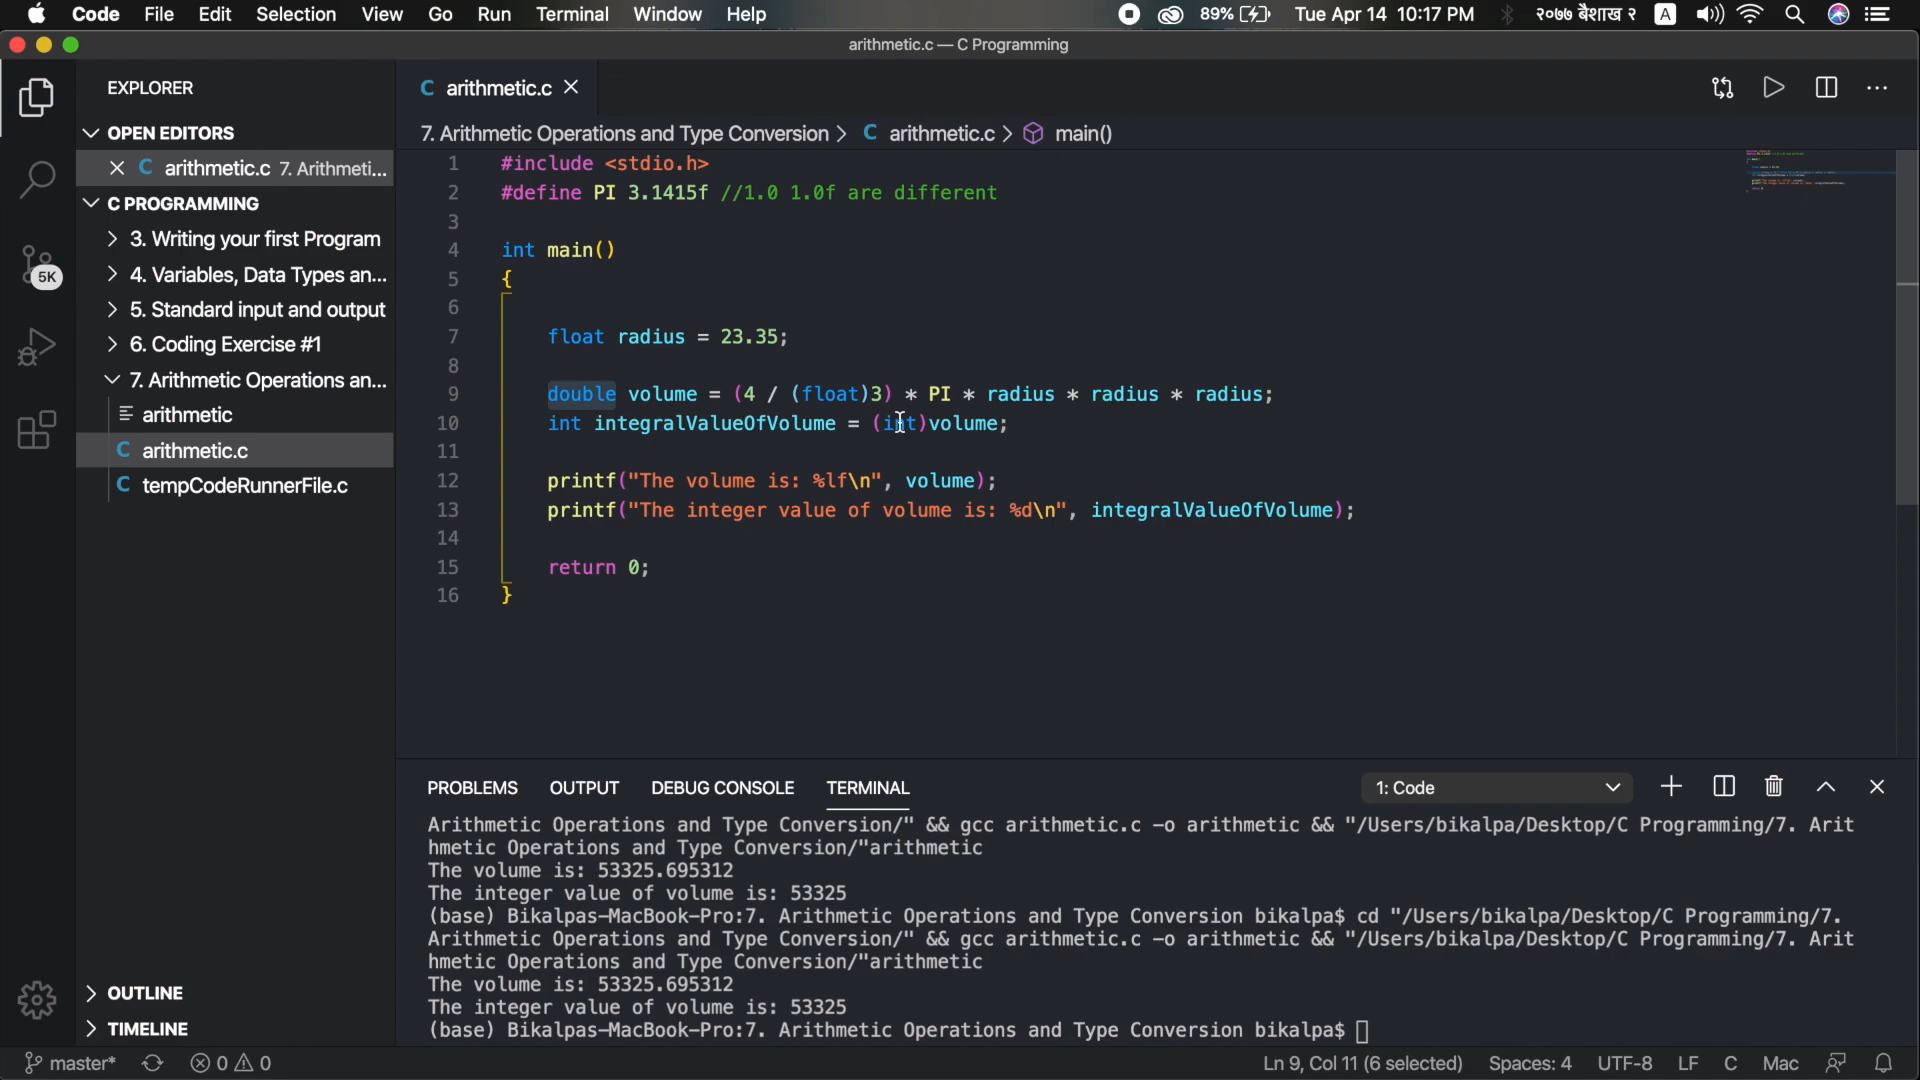 Code File Edit Selection View Go Run Terminal Window Help 89% Tue Apr 14 10:17 PM २०७७ बैशाख २ A
arithmetic.c — C Programming
EXPLORER
OPEN EDITORS
arithmetic.c 7. Arithmeti...
C PROGRAMMING
3. Writing your first Program
4. Variables, Data Types an...
5. Standard input and output
6. Coding Exercise #1
7. Arithmetic Operations an...
arithmetic
C arithmetic.c
C tempCodeRunnerFile.c
OUTLINE
TIMELINE
5K
C arithmetic.c
7. Arithmetic Operations and Type Conversion > C arithmetic.c > main()
1 #include <stdio.h>
2 #define PI 3.1415f //1.0 1.0f are different
3
4 int main()
5 {
6
7 float radius = 23.35;
8
9 double volume = (4 / (float)3) * PI * radius * radius * radius;
10 int integralValueOfVolume = (int)volume;
11
12 printf("The volume is: %lf\n", volume);
13 printf("The integer value of volume is: %d\n", integralValueOfVolume);
14
15 return 0;
16 }
PROBLEMS OUTPUT DEBUG CONSOLE TERMINAL 1: Code
Arithmetic Operations and Type Conversion/" && gcc arithmetic.c -o arithmetic && "/Users/bikalpa/Desktop/C Programming/7. Arit
hmetic Operations and Type Conversion/"arithmetic
The volume is: 53325.695312
The integer value of volume is: 53325
(base) Bikalpas-MacBook-Pro:7. Arithmetic Operations and Type Conversion bikalpa$ cd "/Users/bikalpa/Desktop/C Programming/7.
Arithmetic Operations and Type Conversion/" && gcc arithmetic.c -o arithmetic && "/Users/bikalpa/Desktop/C Programming/7. Arit
hmetic Operations and Type Conversion/"arithmetic
The volume is: 53325.695312
The integer value of volume is: 53325
(base) Bikalpas-MacBook-Pro:7. Arithmetic Operations and Type Conversion bikalpa$
master* 0 0 Ln 9, Col 11 (6 selected) Spaces: 4 UTF-8 LF C Mac